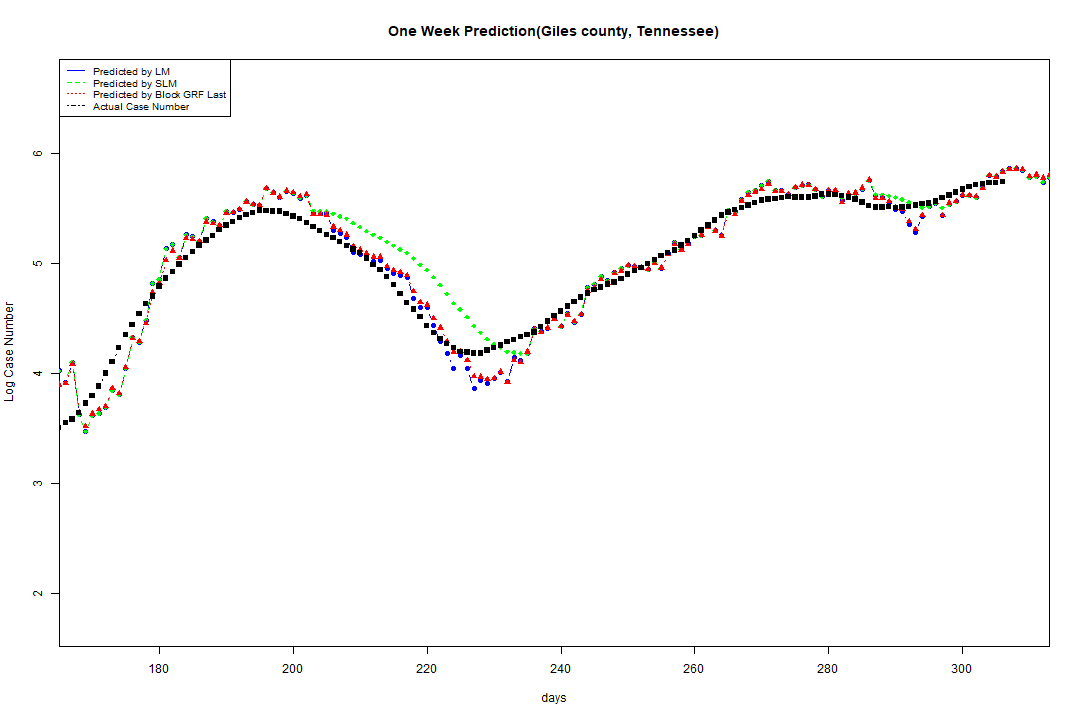 One Week Prediction(Giles county, Tennessee)
Predicted by LM
Predicted by SLM
Predicted by Block GRF Last
Actual Case Number
6
5
4
3
2
Log Case Number
180 200 220 240 260 280 300
days